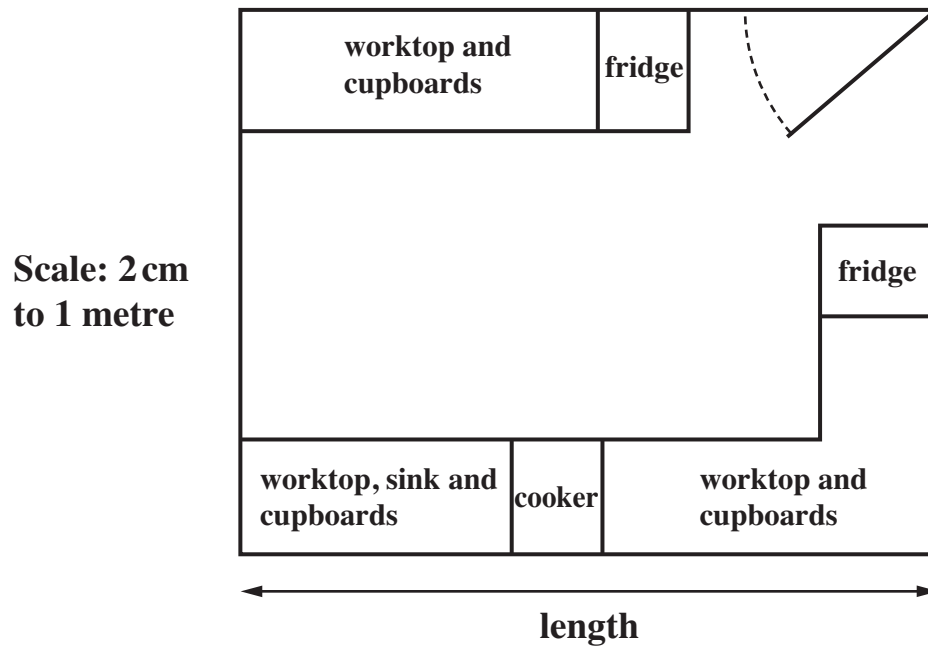 worktop and
cupboards
fridge
Scale: 2 cm
to 1 metre
fridge
worktop, sink and
cupboards
cooker
worktop and
cupboards
length